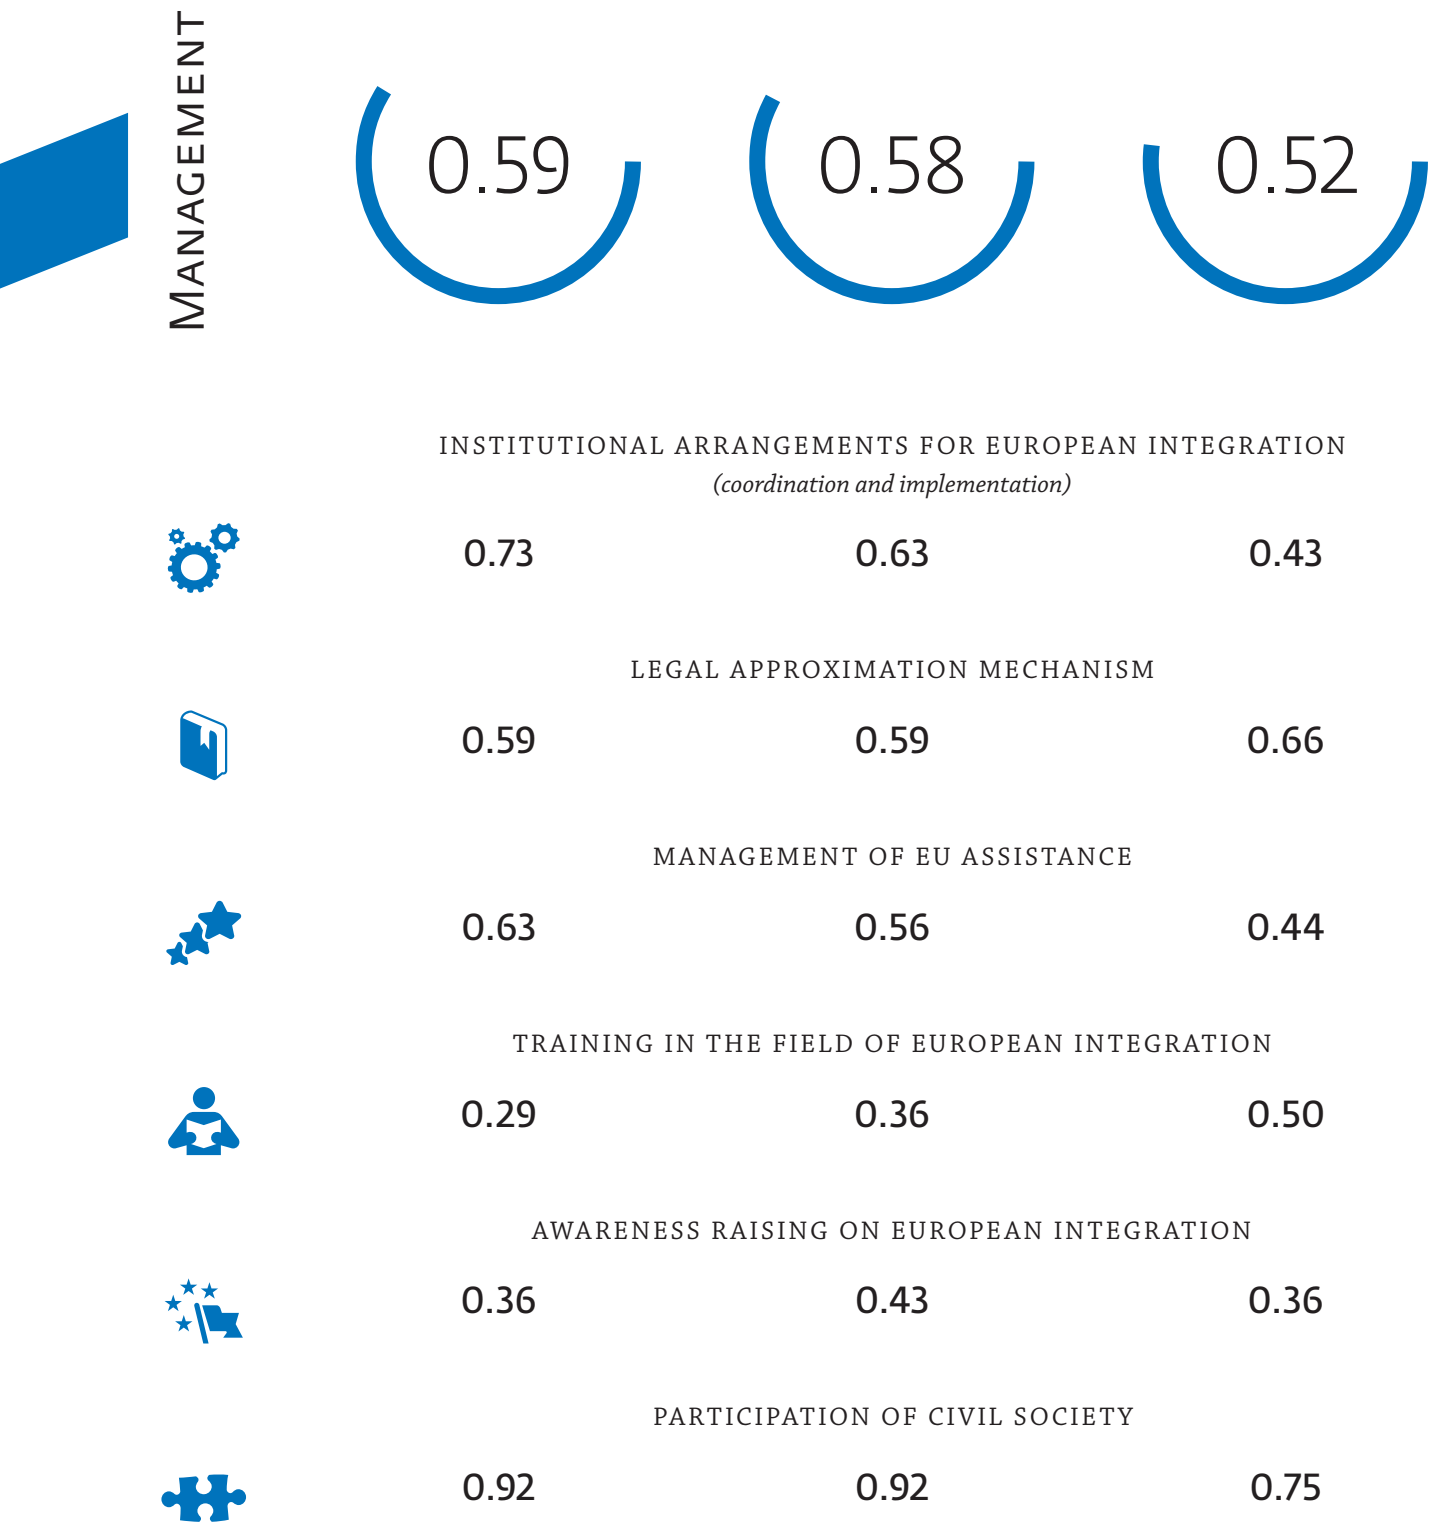 MANAGEMENT
0.59 0.58 0.52
INSTITUTIONAL ARRANGEMENTS FOR EUROPEAN INTEGRATION
(coordination and implementation)
0.73 0.63 0.43
LEGAL APPROXIMATION MECHANISM
0.59 0.59 0.66
MANAGEMENT OF EU ASSISTANCE
0.63 0.56 0.44
TRAINING IN THE FIELD OF EUROPEAN INTEGRATION
0.29 0.36 0.50
AWARENESS RAISING ON EUROPEAN INTEGRATION
0.36 0.43 0.36
PARTICIPATION OF CIVIL SOCIETY
0.92 0.92 0.75